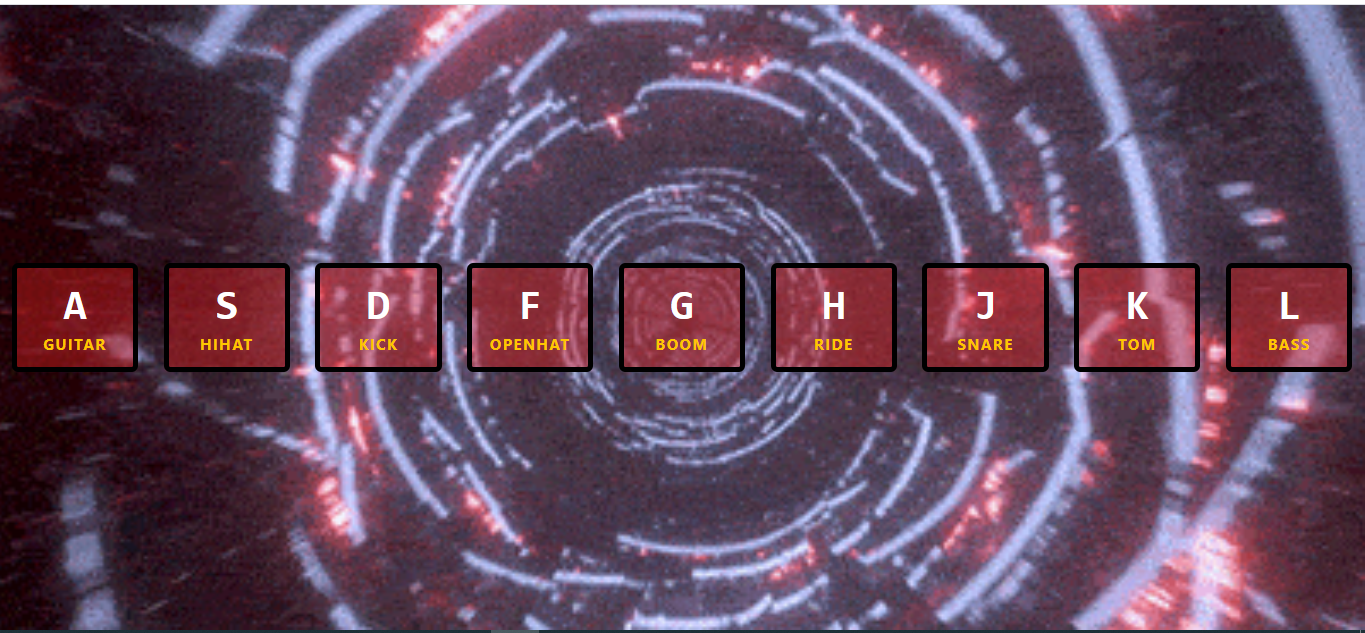 A S D F G H J K L
GUITAR HIHAT KICK OPENHAT BOOM RIDE SNARE TOM BASS